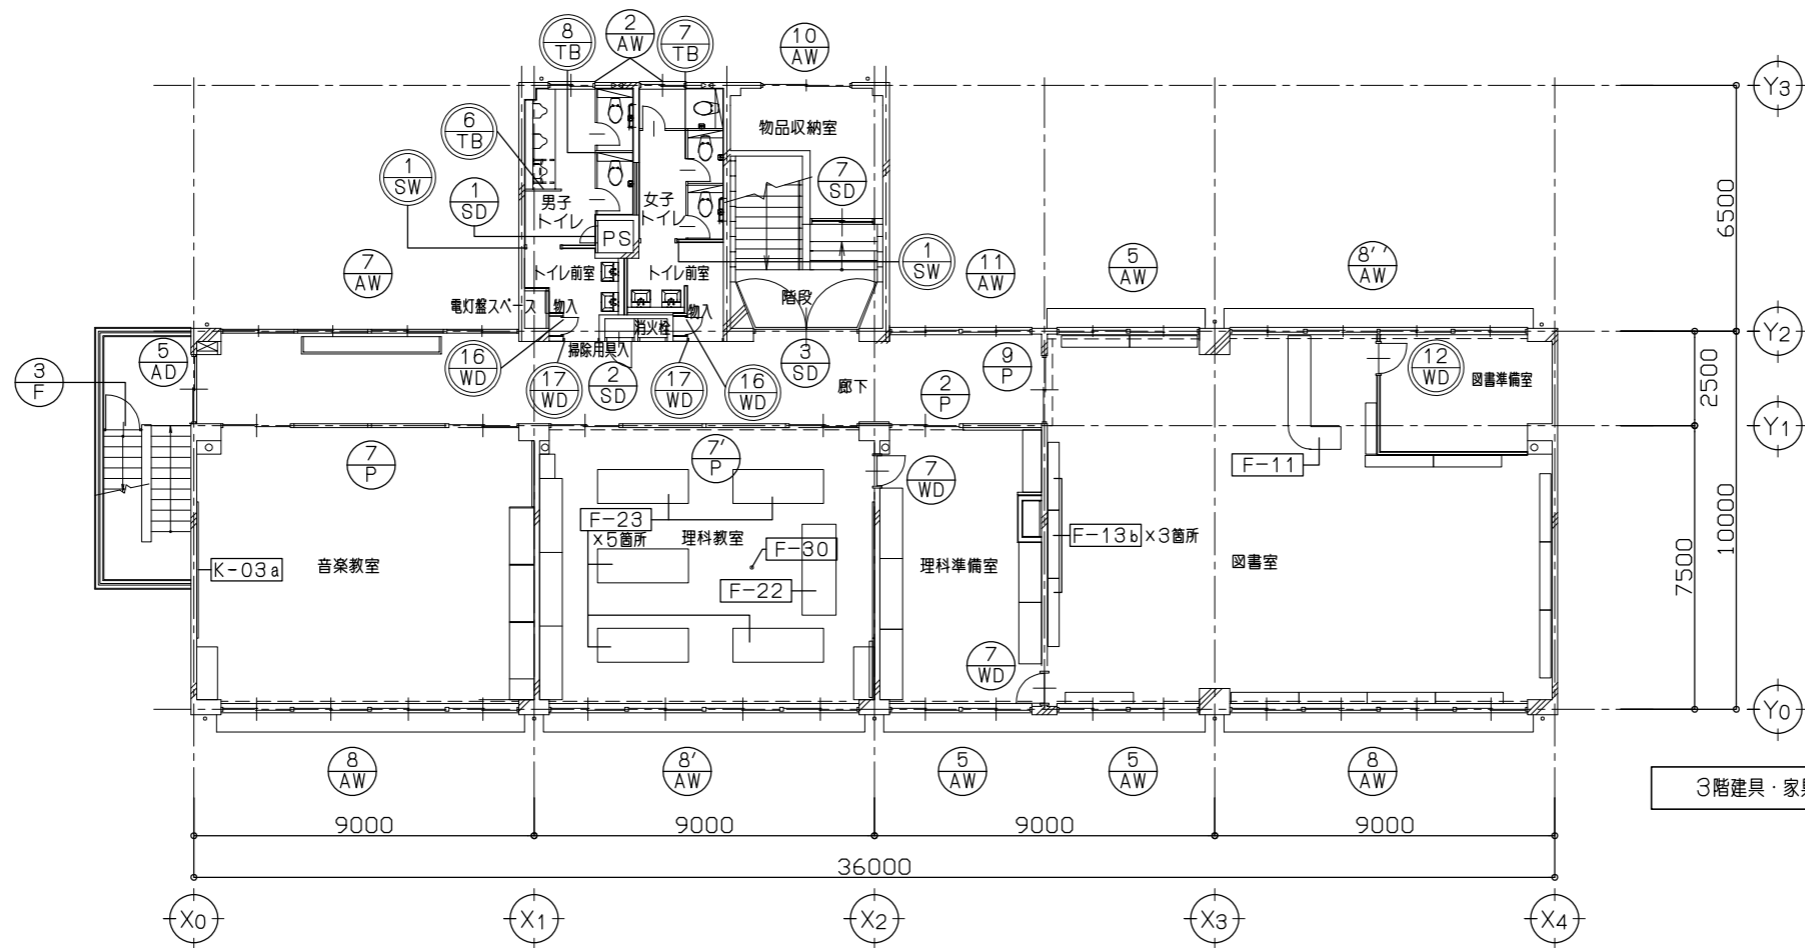 8
TB
2
AW
7
TB
10
AW
Y3
6
TB
物品収納室
1
SW
1
SD
7
SD
男子
トイレ
女子
トイレ
PS
6500
7
AW
トイレ前室
トイレ前室
1
SW
11
AW
5
AW
8''
AW
電灯盤スペース
物入
物入
階段
消火栓
掃除用具入
Y2
3
F
5
AD
16
WD
17
WD
2
SD
17
WD
16
WD
3
SD
廊下
9
P
2
P
12
WD
図書準備室
2500
Y1
7
P
7'
P
7
WD
F-11
F-23
×5箇所
理科教室
F-30
F-22
F-13b
×3箇所
K-03a
音楽教室
理科準備室
図書室
7500
10000
7
WD
Y0
8
AW
8'
AW
5
AW
5
AW
8
AW
3階建具・家
9000
9000
9000
9000
36000
X0
X1
X2
X3
X4